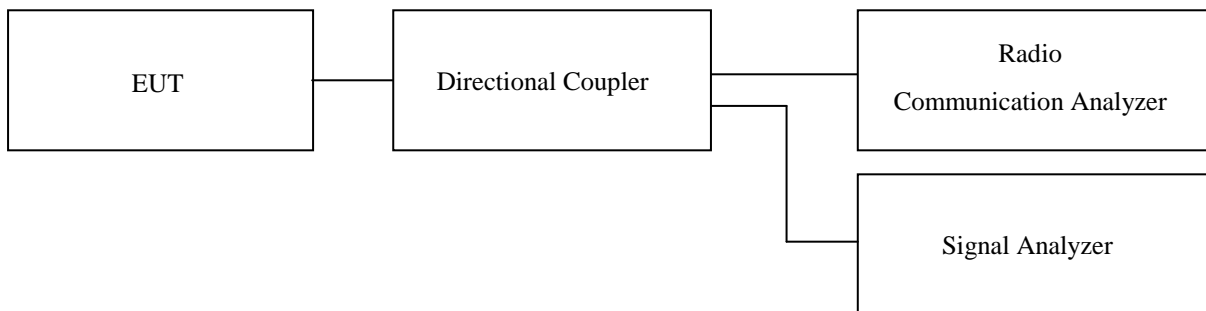 EUT
Directional Coupler
Radio
Communication Analyzer
Signal Analyzer